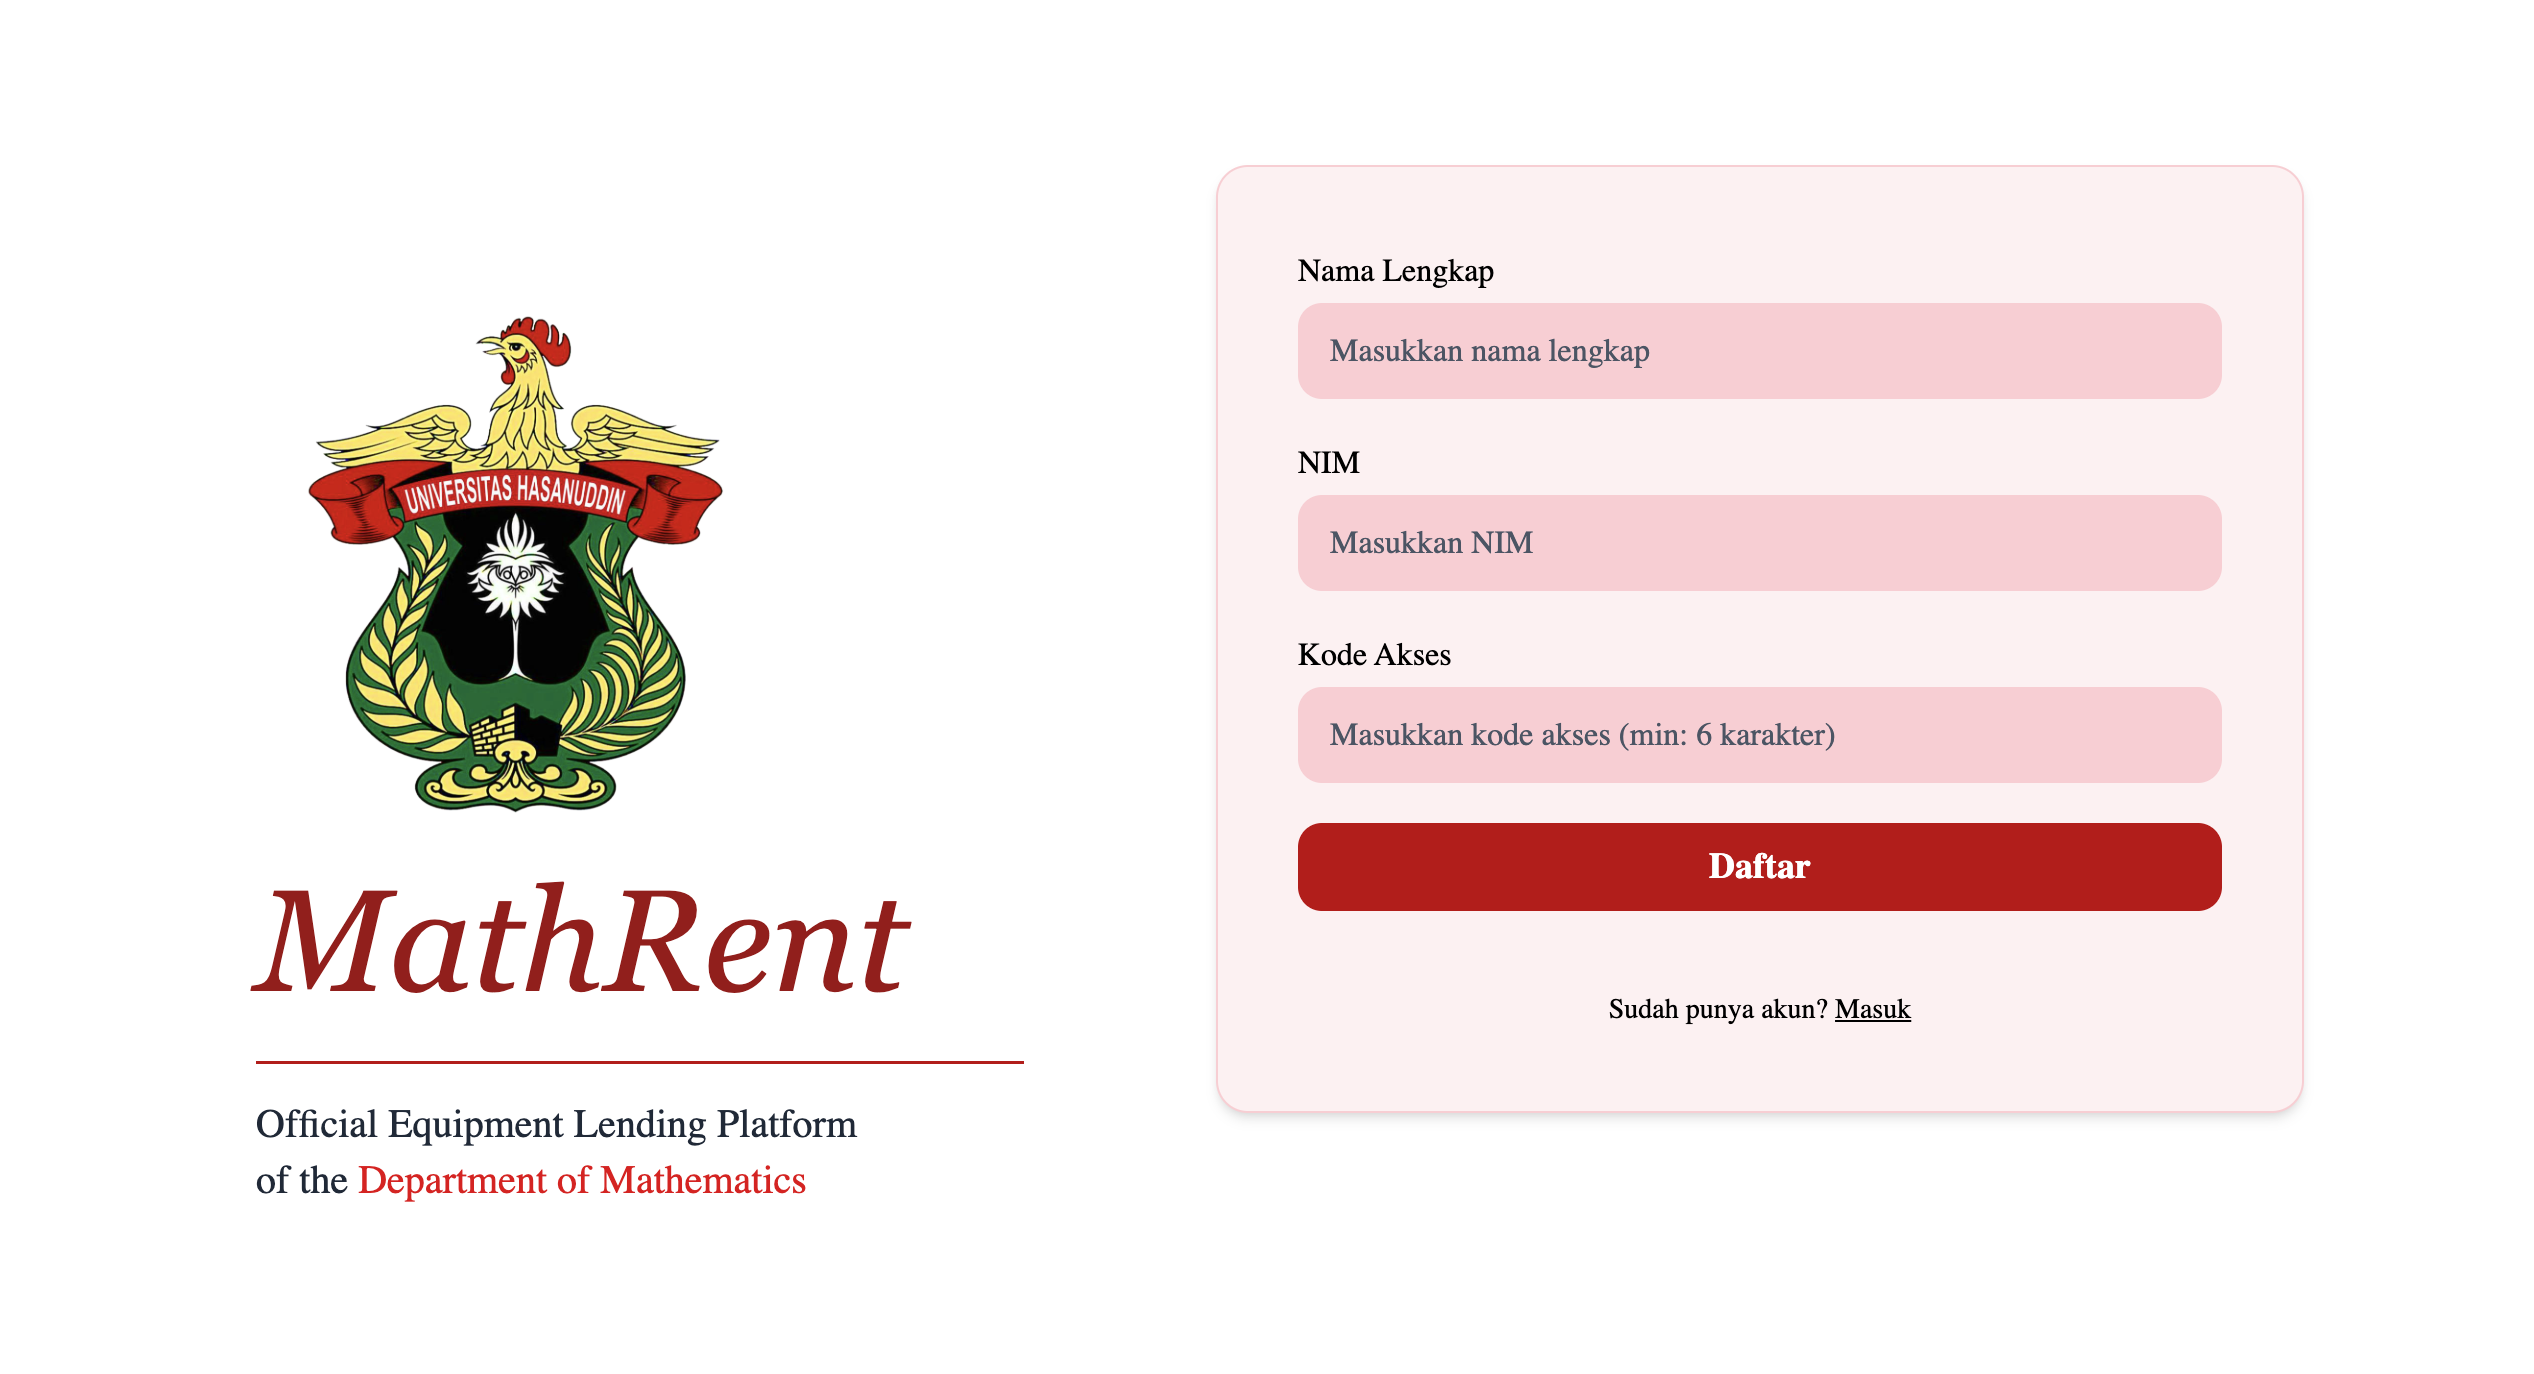 UNIVERSITAS HASANUDDIN
MathRent
Official Equipment Lending Platform
of the Department of Mathematics
Nama Lengkap
Masukkan nama lengkap
NIM
Masukkan NIM
Kode Akses
Masukkan kode akses (min: 6 karakter)
Daftar
Sudah punya akun? Masuk